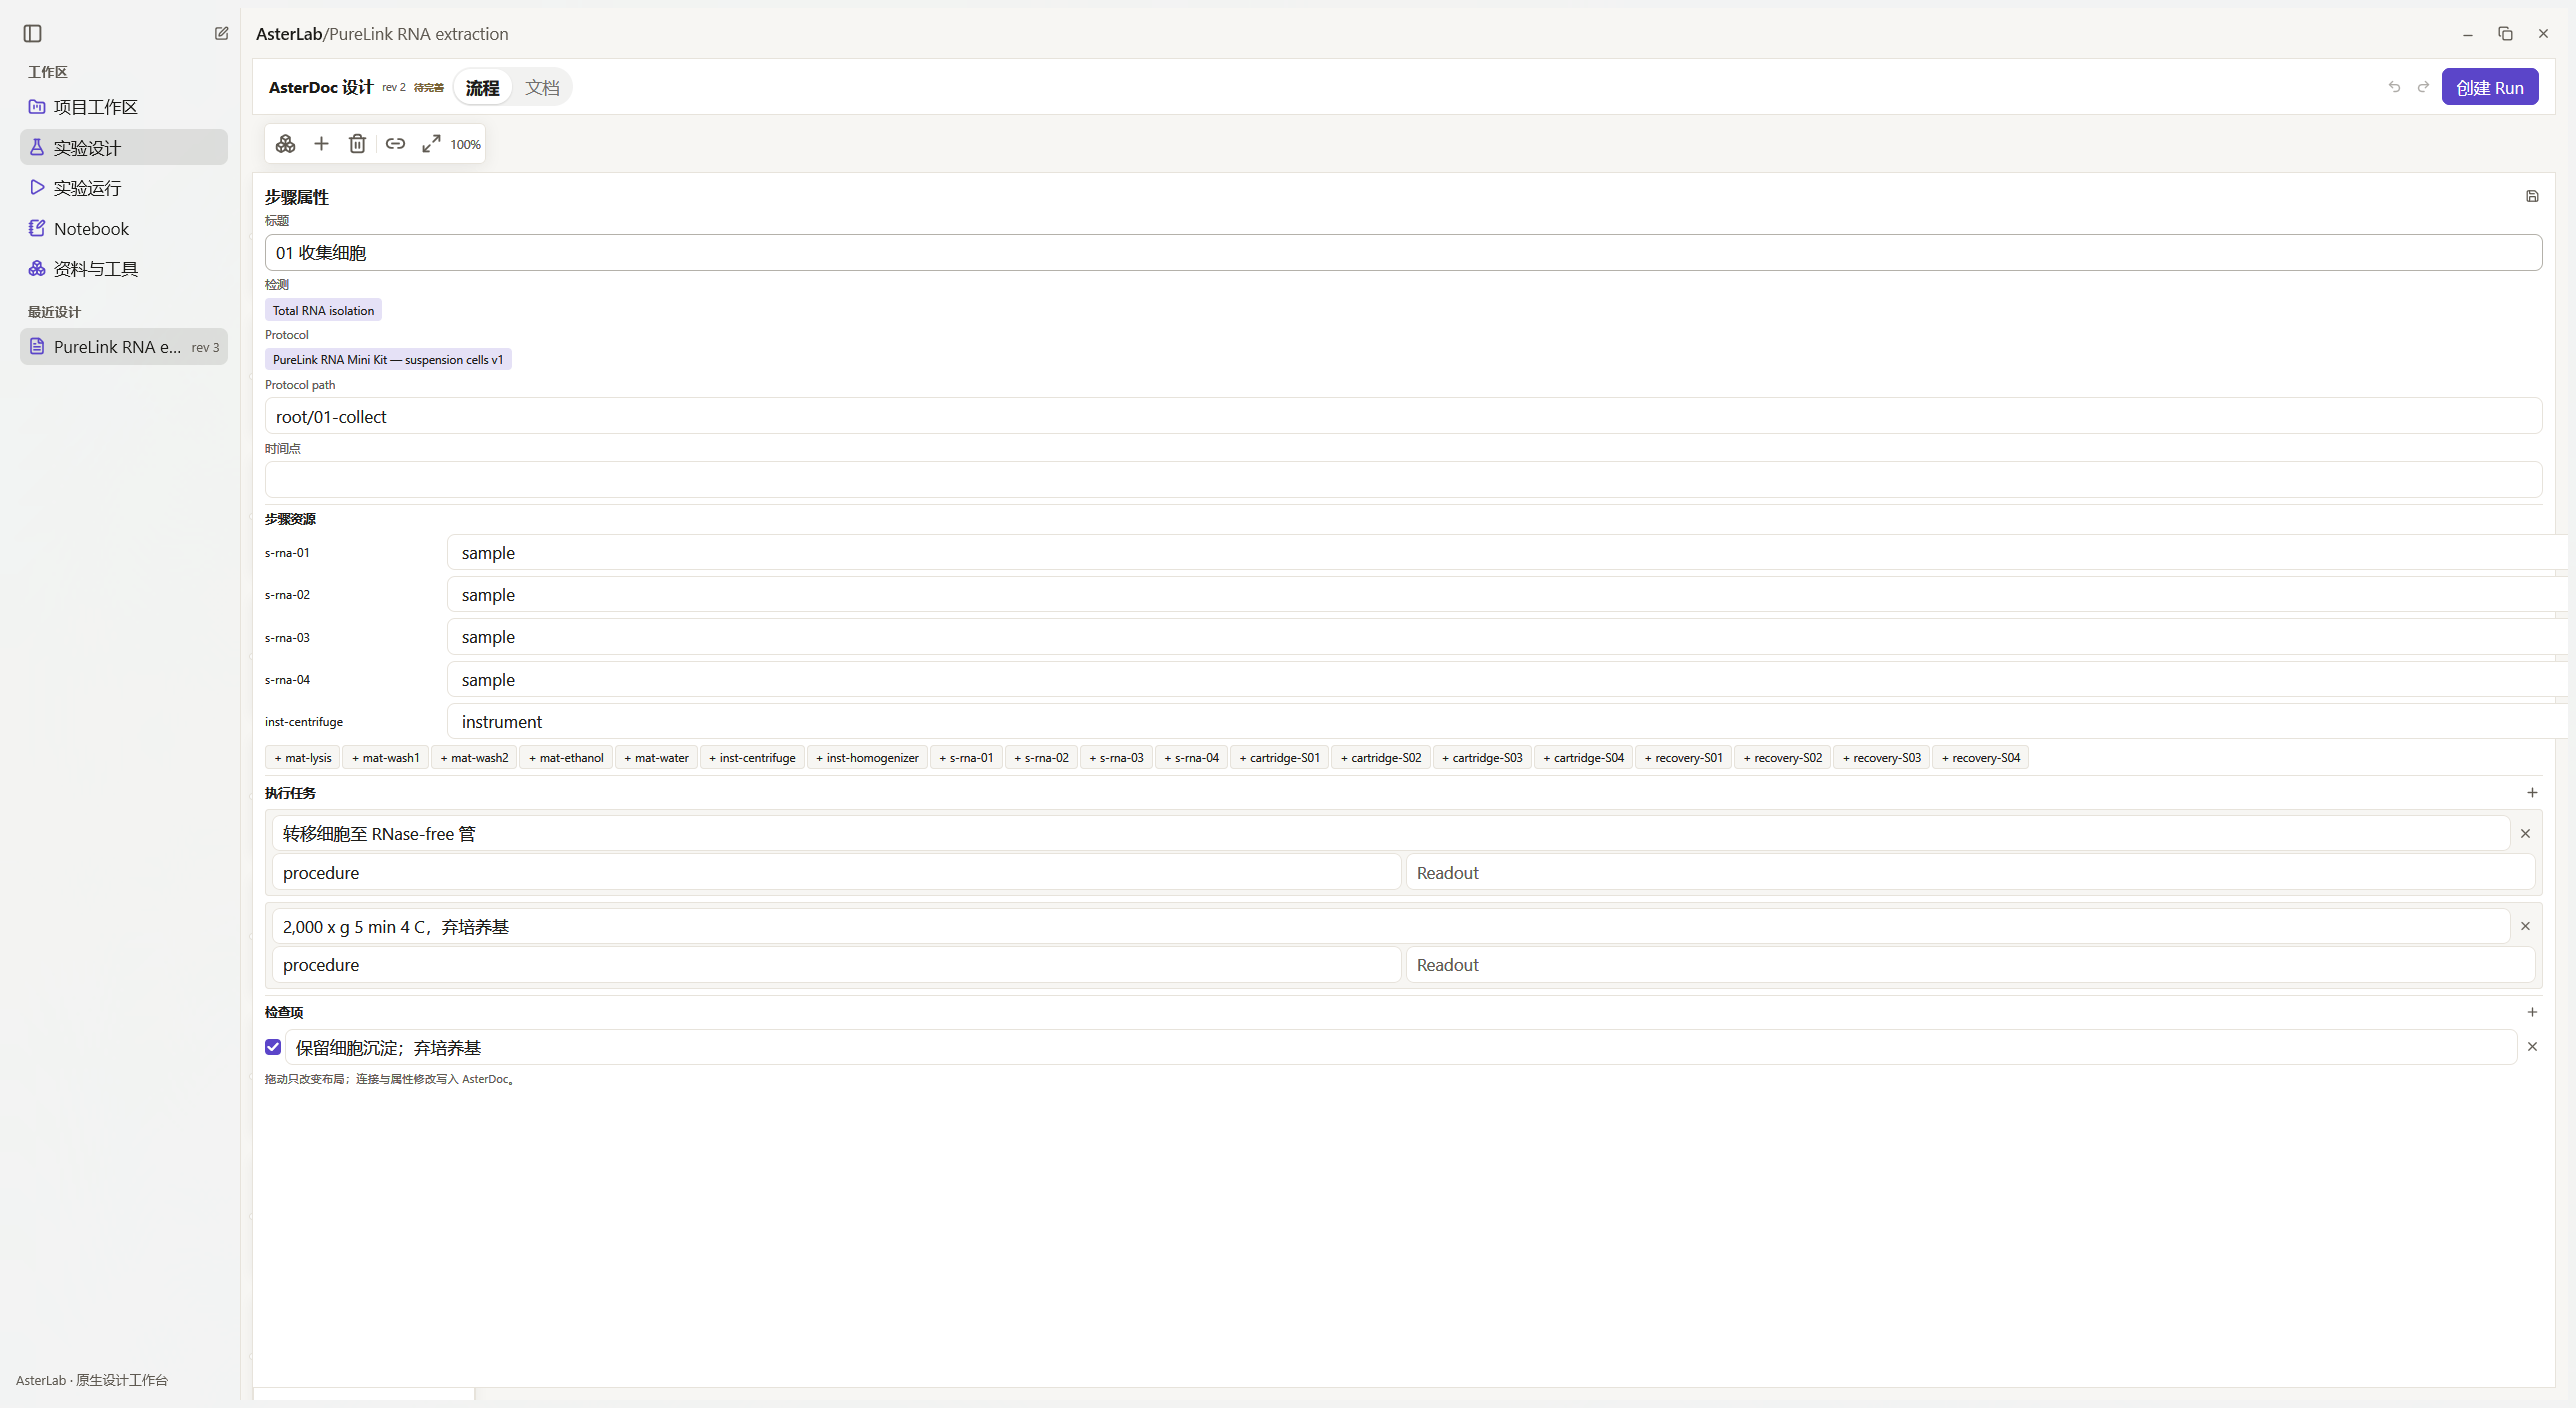 AsterLab/PureLink RNA extraction
工作区
项目工作区
实验设计
实验运行
Notebook
资料与工具
最近设计
PureLink RNA e... rev 3
AsterLab · 原生设计工作台
AsterDoc 设计 rev 2 待完善 流程 文档
创建 Run
100%
步骤属性
标题
01 收集细胞
检测
Total RNA isolation
Protocol
PureLink RNA Mini Kit — suspension cells v1
Protocol path
root/01-collect
时间点
步骤资源
s-rna-01 sample
s-rna-02 sample
s-rna-03 sample
s-rna-04 sample
inst-centrifuge instrument
+ mat-lysis + mat-wash1 + mat-wash2 + mat-ethanol + mat-water + inst-centrifuge + inst-homogenizer + s-rna-01 + s-rna-02 + s-rna-03 + s-rna-04 + cartridge-S01 + cartridge-S02 + cartridge-S03 + cartridge-S04 + recovery-S01 + recovery-S02 + recovery-S03 + recovery-S04
执行任务
转移细胞至 RNase-free 管
procedure Readout
2,000 x g 5 min 4 C，弃培养基
procedure Readout
检查项
保留细胞沉淀；弃培养基
拖动只改变布局；连接与属性修改写入 AsterDoc。